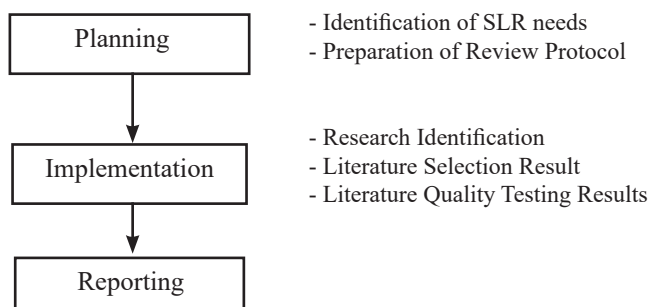 Planning
- Identification of SLR needs
- Preparation of Review Protocol
Implementation
- Research Identification
- Literature Selection Result
- Literature Quality Testing Results
Reporting